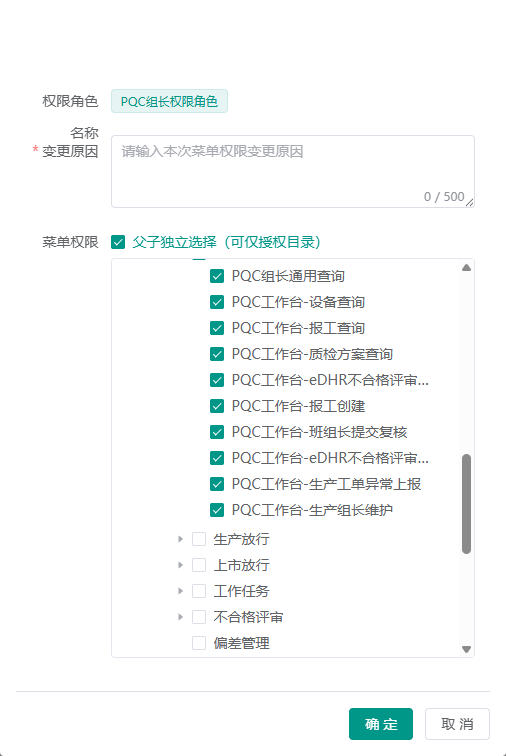 权限角色 PQC组长权限角色
名称
* 变更原因 请输入本次菜单权限变更原因
0 / 500
菜单权限 父子独立选择（可仅授权目录）
PQC组长通用查询
PQC工作台-设备查询
PQC工作台-报工查询
PQC工作台-质检方案查询
PQC工作台-eDHR不合格评审...
PQC工作台-报工创建
PQC工作台-班组长提交复核
PQC工作台-eDHR不合格评审...
PQC工作台-生产工单异常上报
PQC工作台-生产组长维护
生产放行
上市放行
工作任务
不合格评审
偏差管理
确 定 取 消